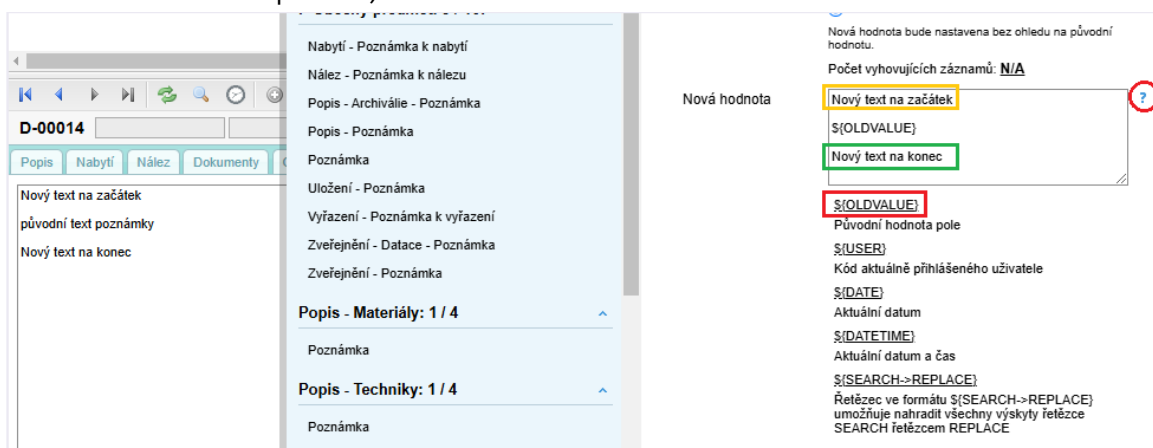 D-00014
Popis
Nabytí
Nález
Dokumenty
Nový text na začátek
původní text poznámky
Nový text na konec
Nabytí - Poznámka k nabytí
Nález - Poznámka k nálezu
Popis - Archiválie - Poznámka
Popis - Poznámka
Poznámka
Uložení - Poznámka
Vyřazení - Poznámka k vyřazení
Zveřejnění - Datace - Poznámka
Zveřejnění - Poznámka
Popis - Materiály: 1 / 4
Poznámka
Popis - Techniky: 1 / 4
Poznámka
Nová hodnota bude nastavena bez ohledu na původní
hodnotu.
Počet vyhovujících záznamů: N/A
Nová hodnota
Nový text na začátek
${OLDVALUE}
Nový text na konec
?
${OLDVALUE}
Původní hodnota pole
${USER}
Kód aktuálně přihlášeného uživatele
${DATE}
Aktuální datum
${DATETIME}
Aktuální datum a čas
${SEARCH->REPLACE}
Řetězec ve formátu ${SEARCH->REPLACE}
umožňuje nahradit všechny výskyty řetězce
SEARCH řetězcem REPLACE